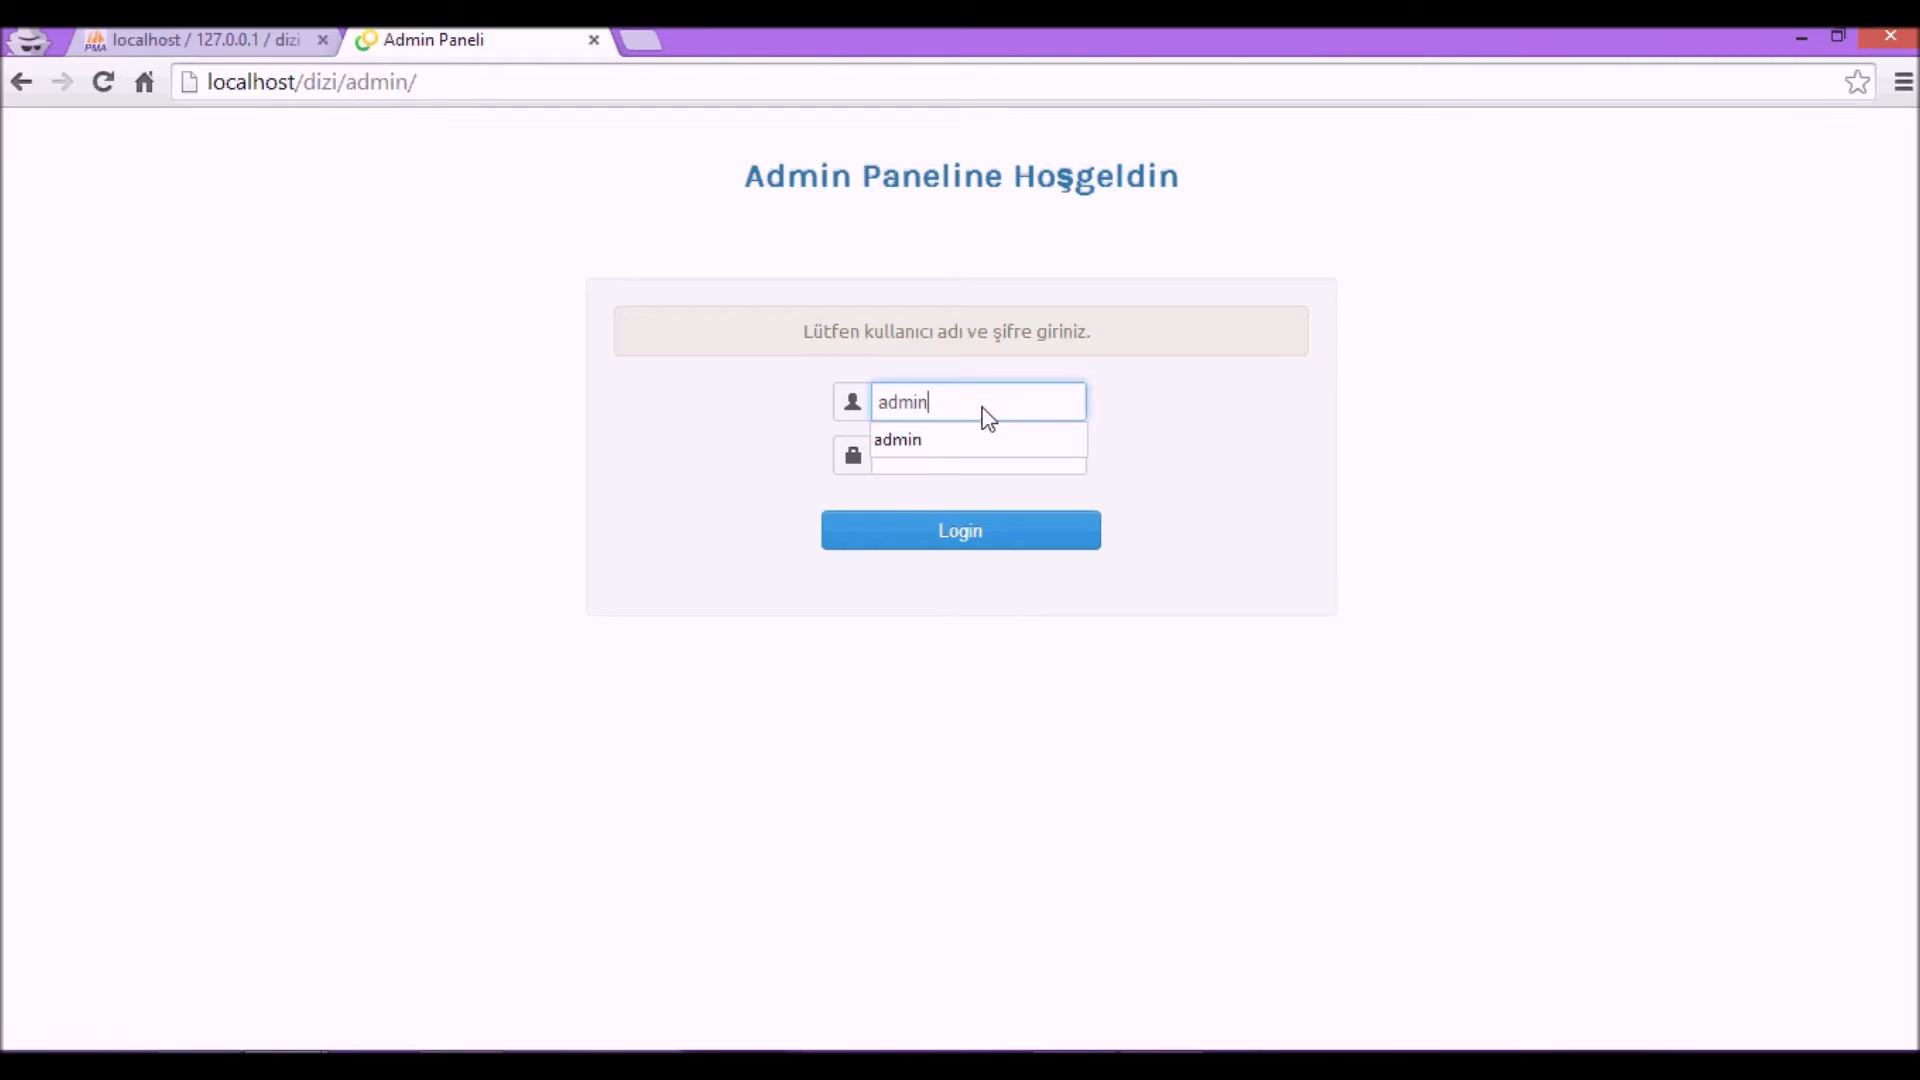 PMA localhost / 127.0.0.1 / dizi
Admin Paneli
localhost/dizi/admin/
Admin Paneline Hoşgeldin
Lütfen kullanıcı adı ve şifre giriniz.
admin
admin
Login